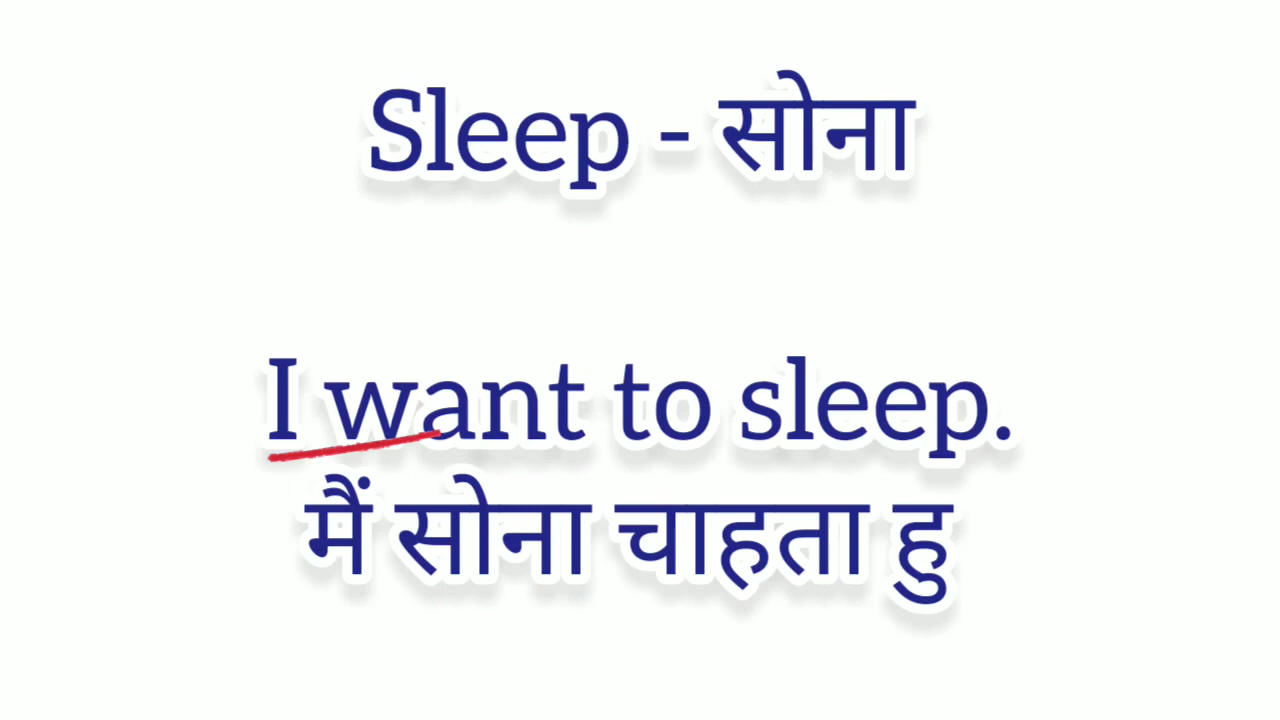 Sleep - सोना
I want to sleep.
मैं सोना चाहता हु